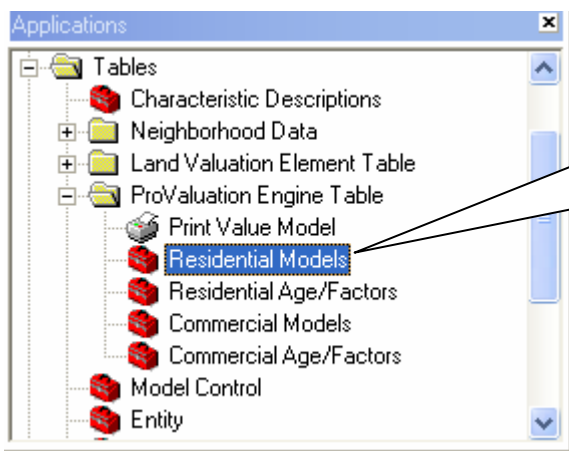 Applications
Tables
Characteristic Descriptions
Neighborhood Data
Land Valuation Element Table
ProValuation Engine Table
Print Value Model
Residential Models
Residential Age/Factors
Commercial Models
Commercial Age/Factors
Model Control
Entity